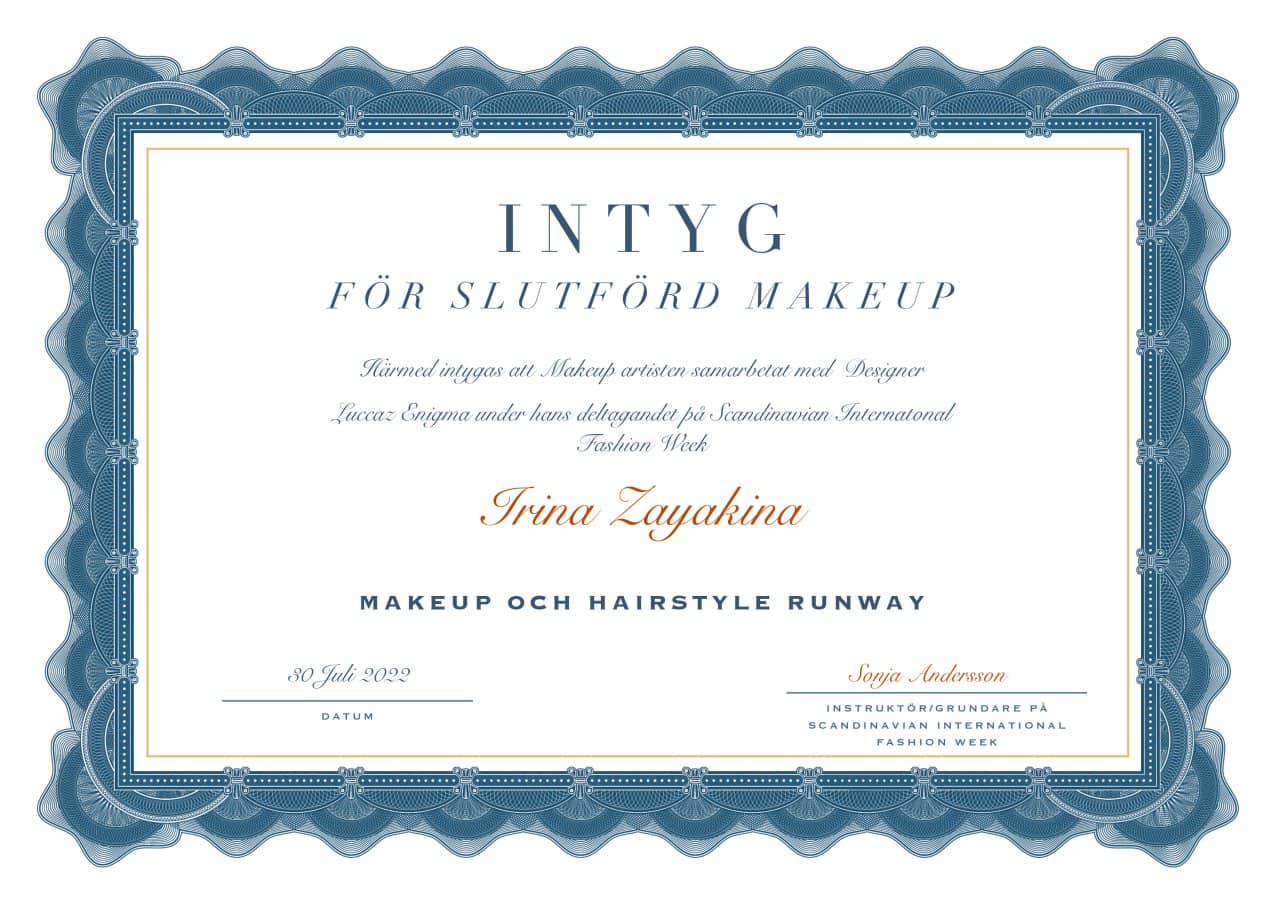 INTYG
FÖR SLUTFÖRD MAKEUP
Härmed intygas att Makeup artisten samarbetat med Designer
Luccaz Enigma under hans deltagandet på Scandinavian Internatonal
Fashion Week
Irina Zayakina
MAKEUP OCH HAIRSTYLE RUNWAY
30 Juli 2022
DATUM
Sonja Andersson
INSTRUKTÖR/GRUNDARE PÅ
SCANDINAVIAN INTERNATIONAL
FASHION WEEK